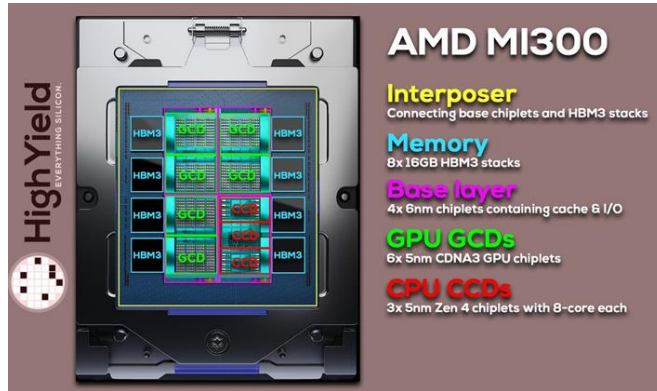 HighYield
EVERYTHING SILICON.
HBM3 GCD GCD HBM3
HBM3 GCD GCD HBM3
HBM3 GCD CCD HBM3
CCD
HBM3 GCD CCD HBM3
AMD MI300
Interposer
Connecting base chiplets and HBM3 stacks
Memory
8x 16GB HBM3 stacks
Base layer
4x 6nm chiplets containing cache & I/O
GPU GCDs
6x 5nm CDNA3 GPU chiplets
CPU CCDs
3x 5nm Zen 4 chiplets with 8-core each